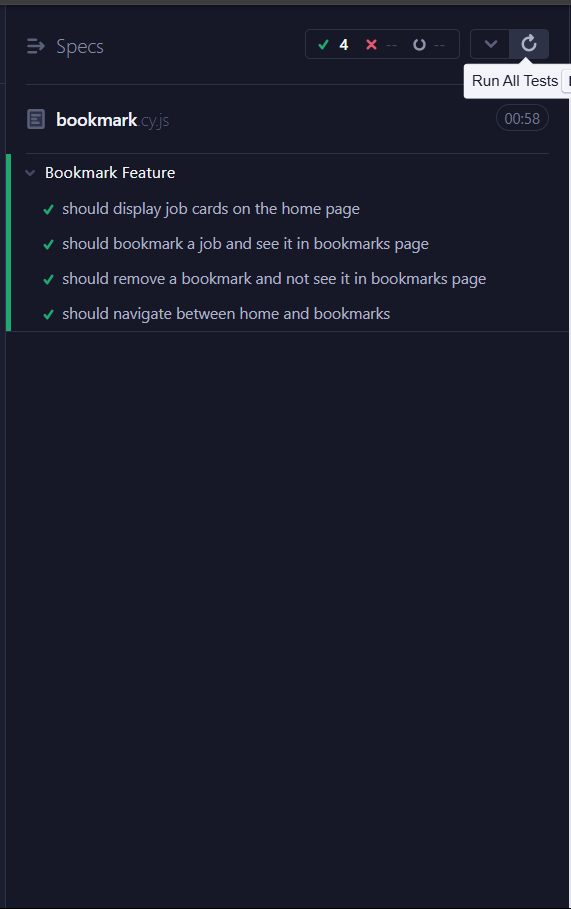 Specs 4 -- --
Run All Tests
bookmark.cy.js 00:58
Bookmark Feature
should display job cards on the home page
should bookmark a job and see it in bookmarks page
should remove a bookmark and not see it in bookmarks page
should navigate between home and bookmarks